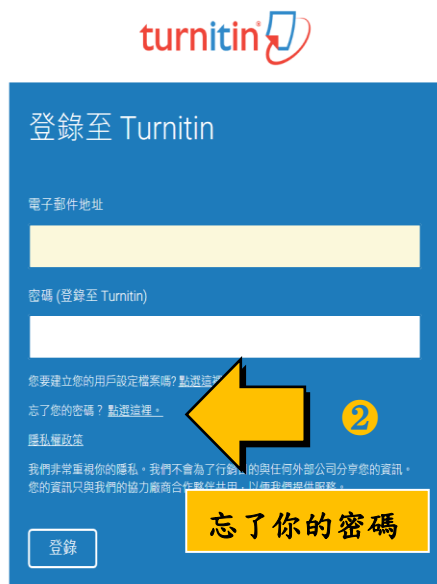 turnitin
登錄至 Turnitin
電子郵件地址
密碼 (登錄至 Turnitin)
您要建立您的用戶設定檔案嗎? 點選這裡
忘了您的密碼？ 點選這裡。
2
隱私權政策
我們非常重視你的隱私。我們不會為了行銷目的與任何外部公司分享您的資訊。
您的資訊只與我們的協力廠商合作夥伴共用，以便我們提供服務。
忘了你的密碼
登錄